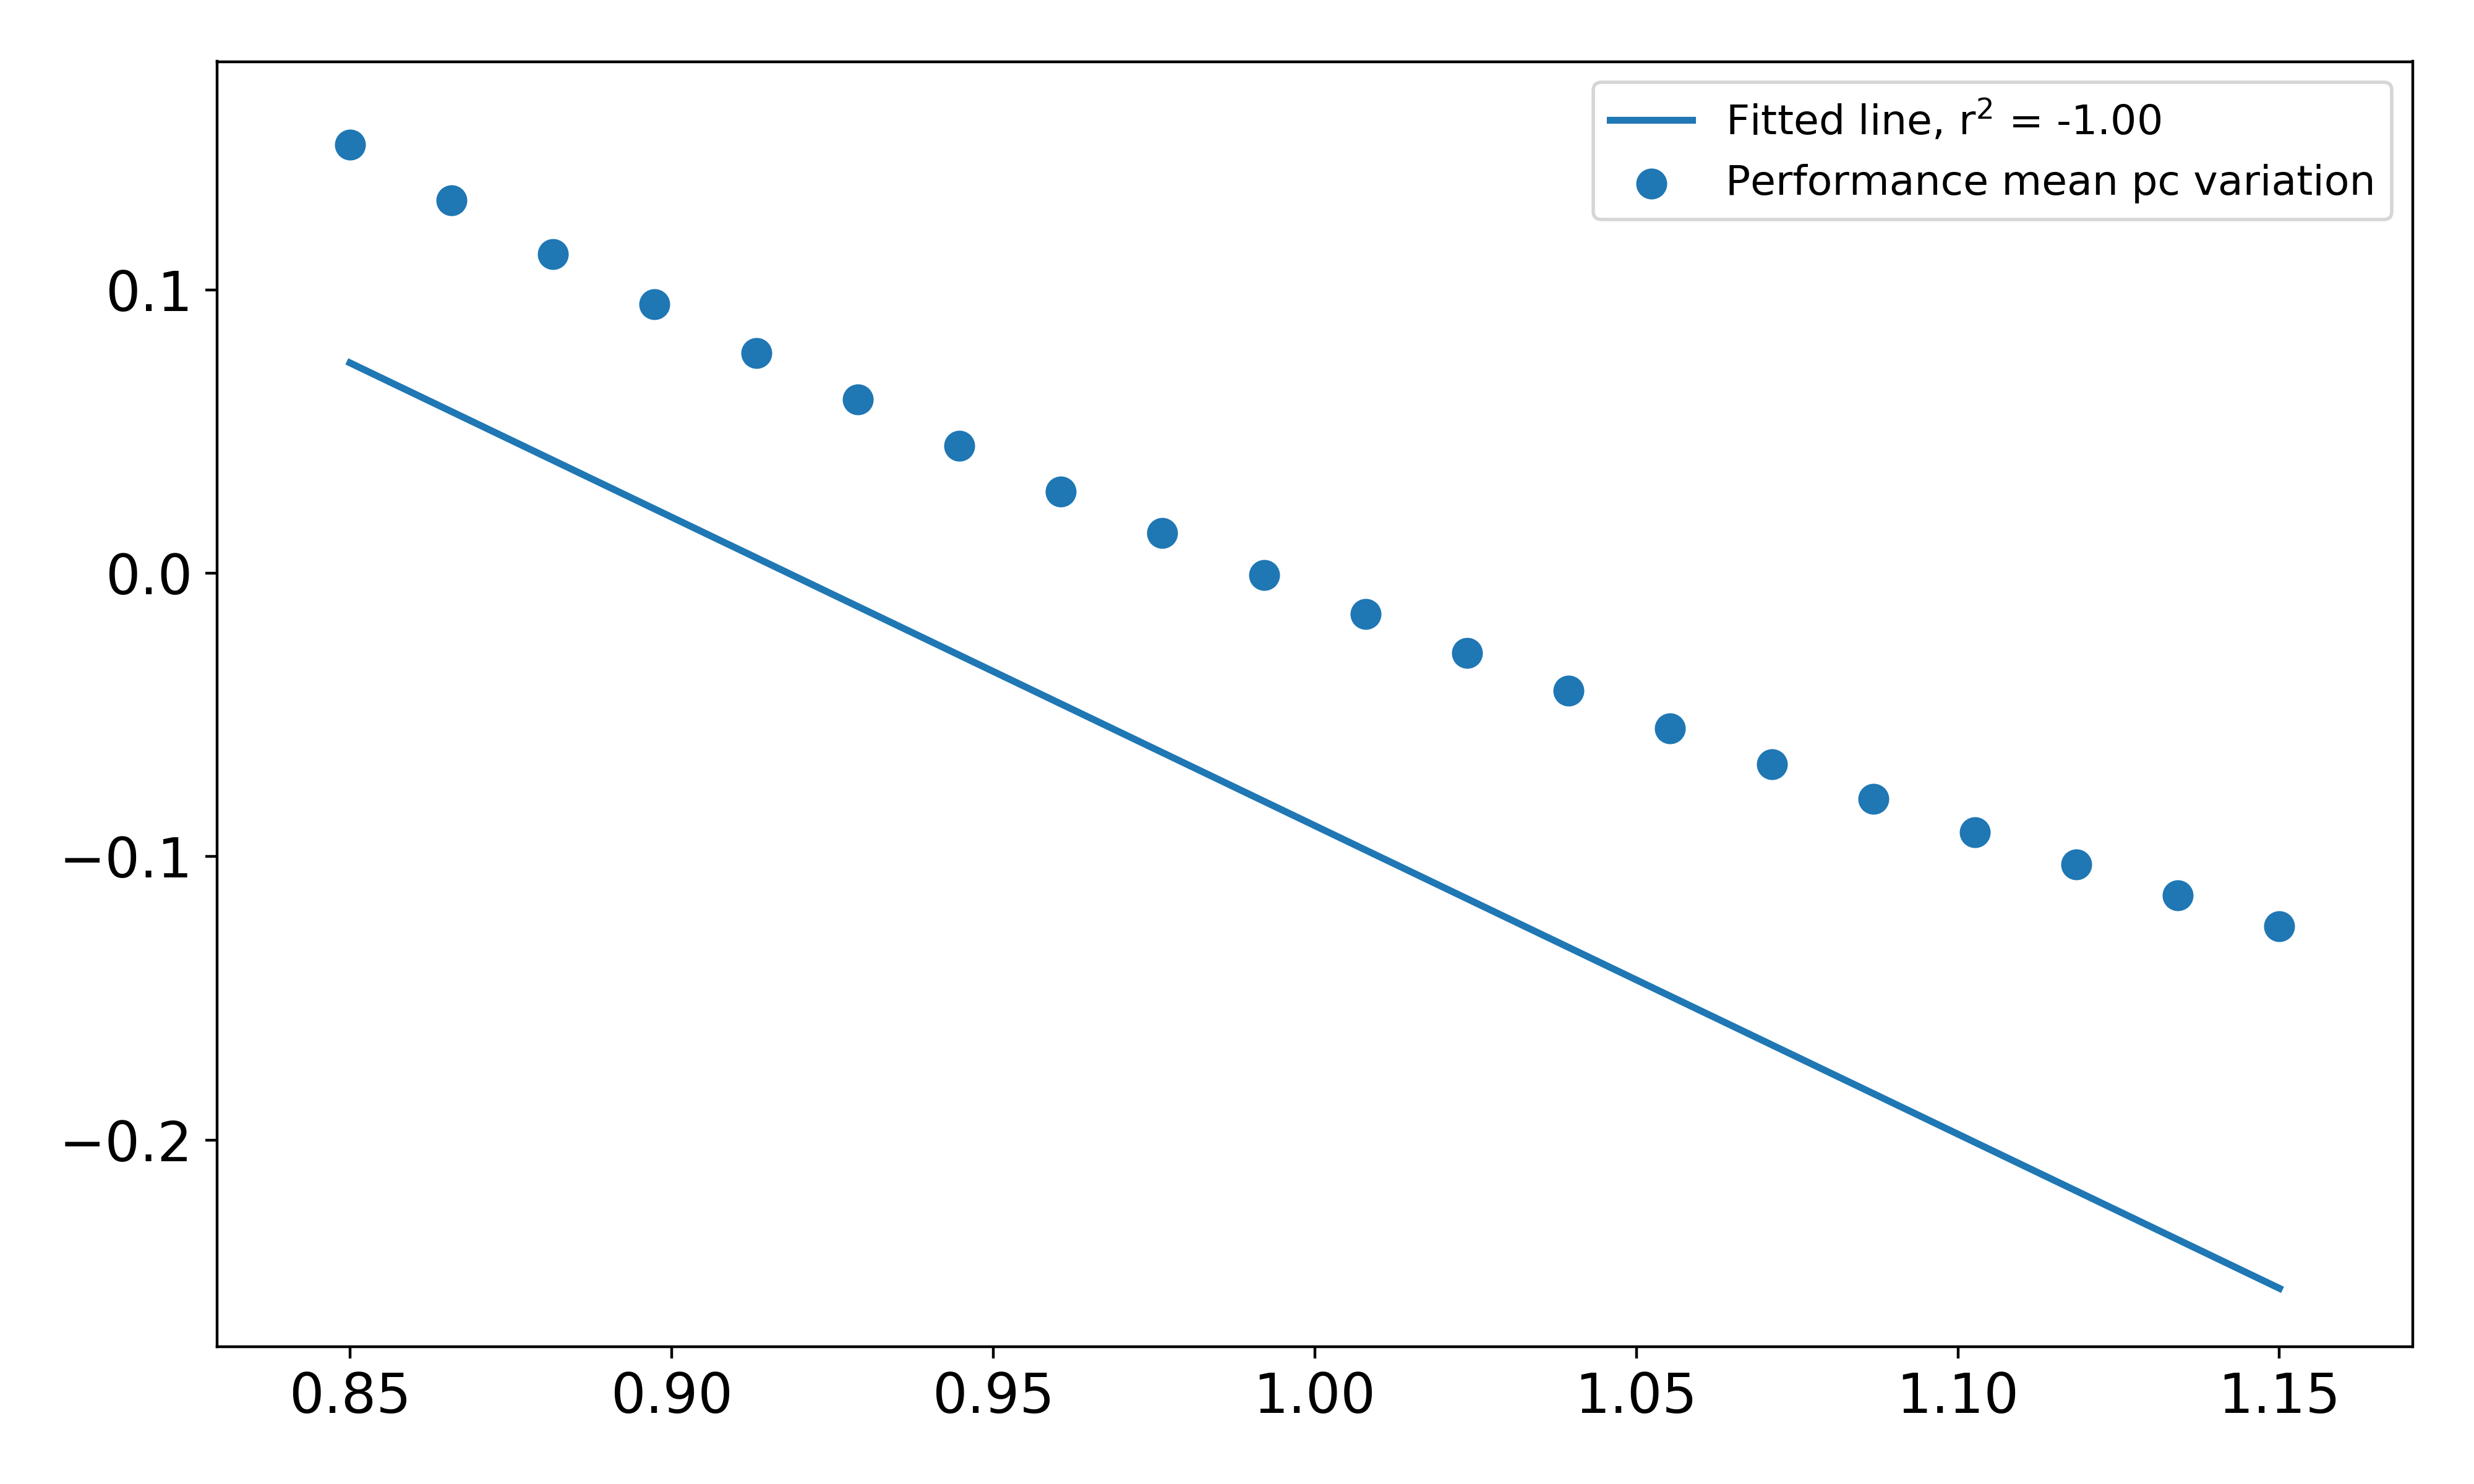 Fitted line, r² = -1.00
Performance mean pc variation
0.1
0.0
−0.1
−0.2
0.85 0.90 0.95 1.00 1.05 1.10 1.15